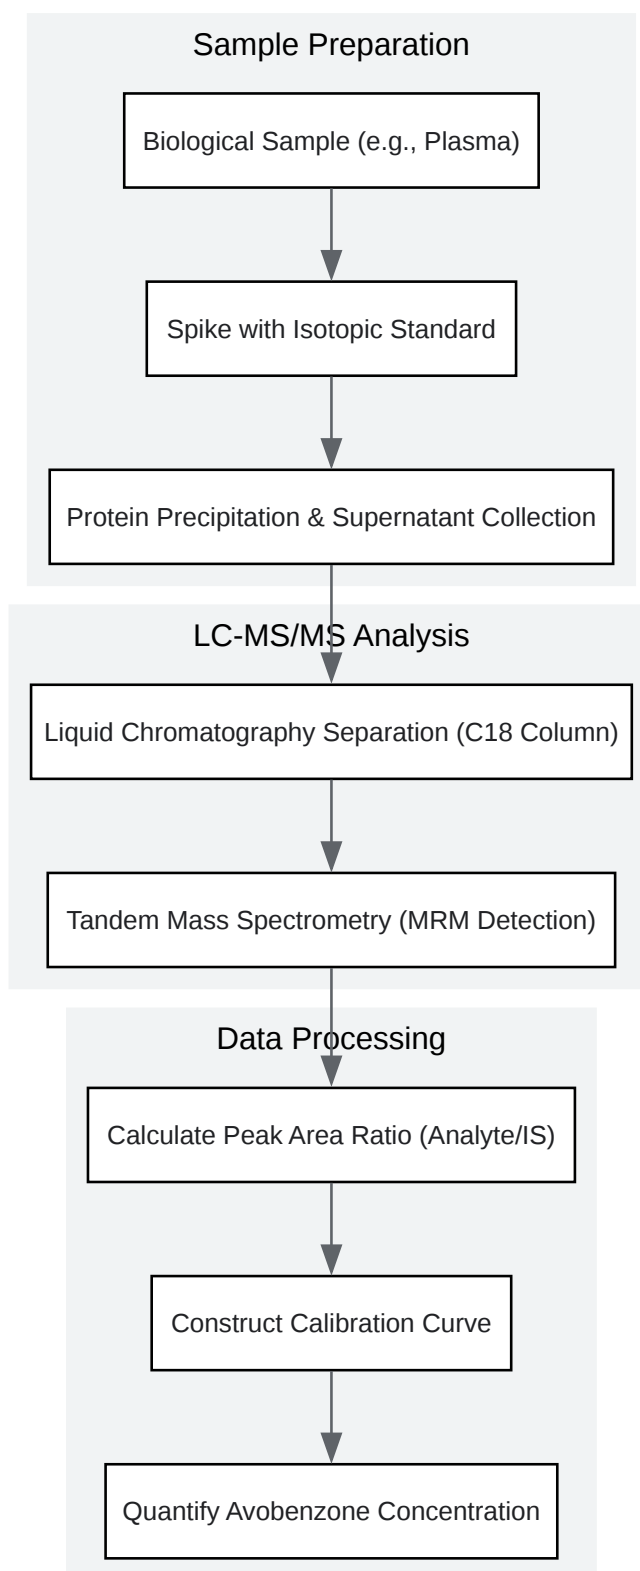 Sample Preparation
Biological Sample (e.g., Plasma)
Spike with Isotopic Standard
Protein Precipitation & Supernatant Collection
LC-MS/MS Analysis
Liquid Chromatography Separation (C18 Column)
Tandem Mass Spectrometry (MRM Detection)
Data Processing
Calculate Peak Area Ratio (Analyte/IS)
Construct Calibration Curve
Quantify Avobenzone Concentration